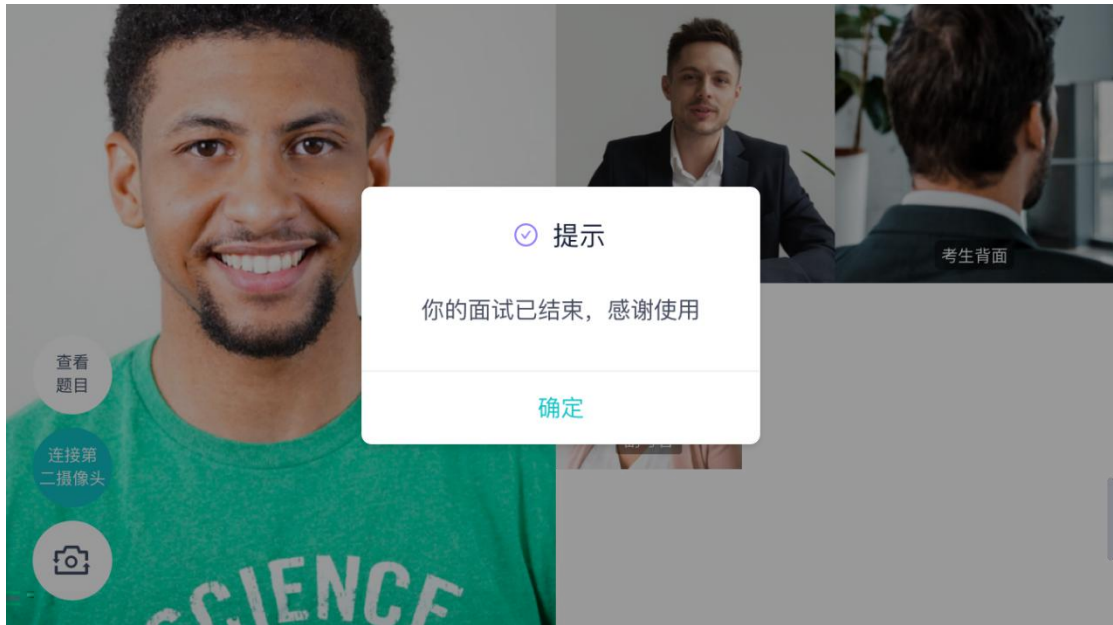 提示
你的面试已结束，感谢使用
确定
考生背面
查看
题目
连接第
二摄像头
SCIENCE